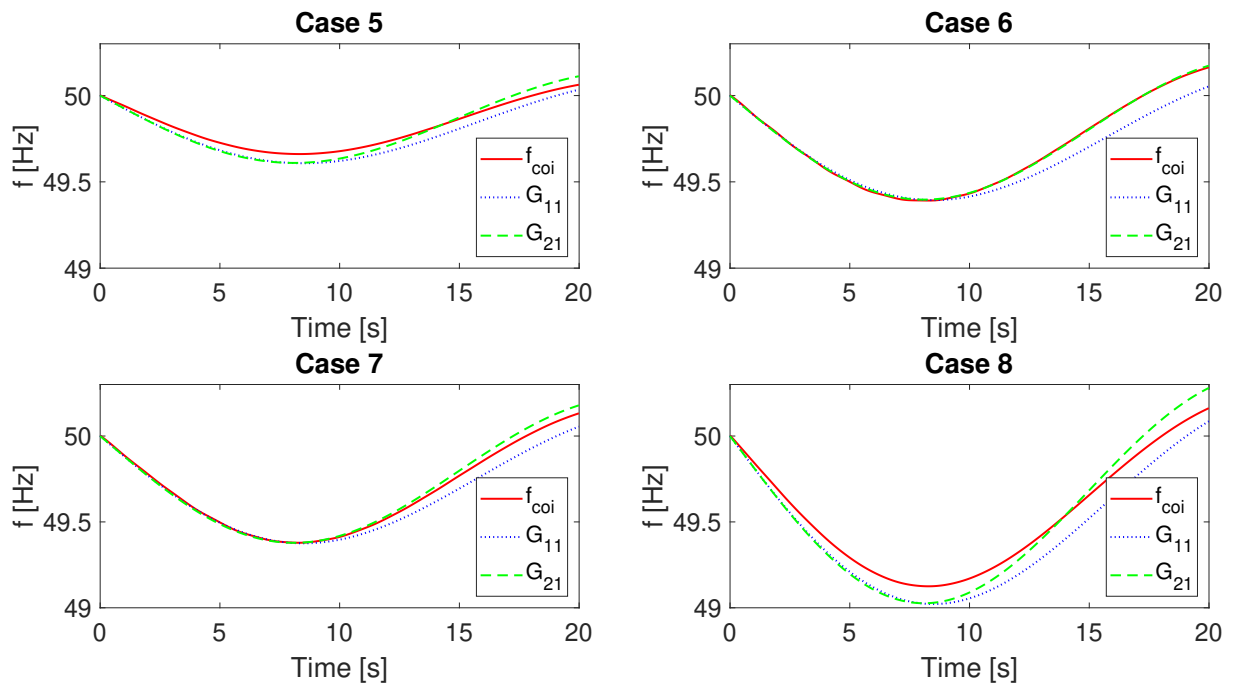 Case 5
f [Hz]
50
49.5
49
0 5 10 15 20
Time [s]
f_coi
G_11
G_21
Case 6
f [Hz]
50
49.5
49
0 5 10 15 20
Time [s]
f_coi
G_11
G_21
Case 7
f [Hz]
50
49.5
49
0 5 10 15 20
Time [s]
f_coi
G_11
G_21
Case 8
f [Hz]
50
49.5
49
0 5 10 15 20
Time [s]
f_coi
G_11
G_21